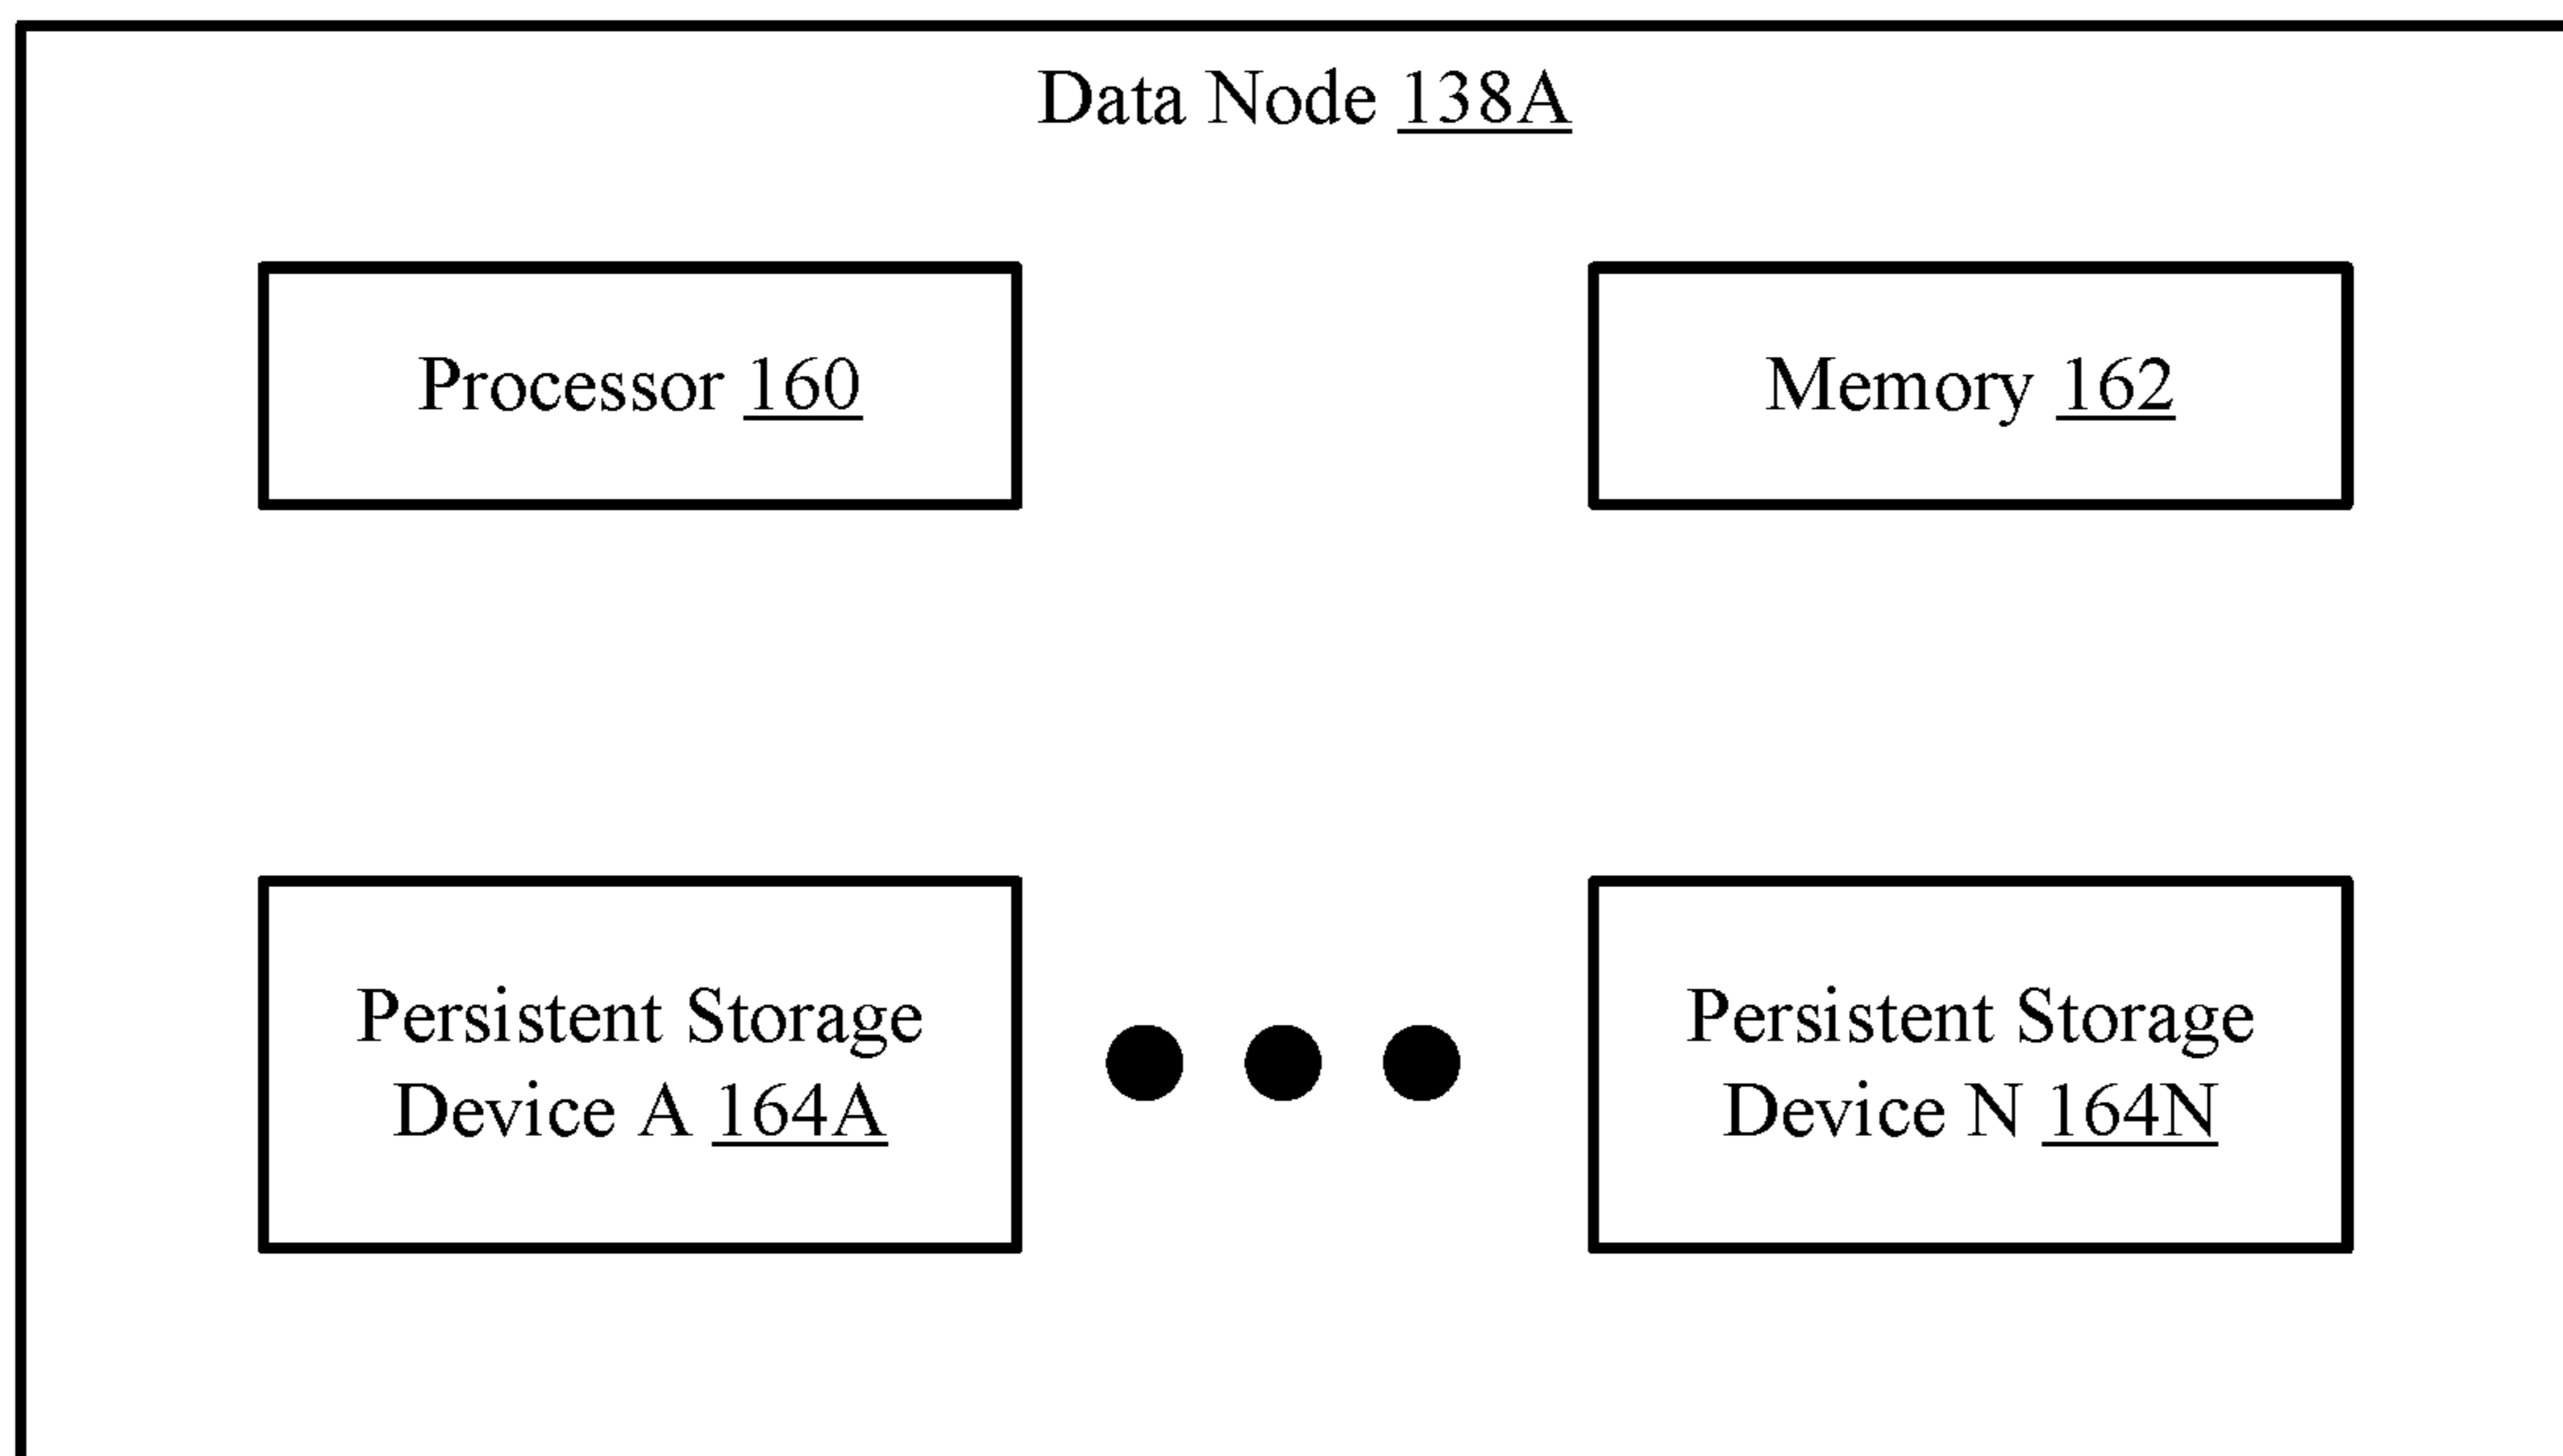 Data Node 138A
Processor 160
Memory 162
Persistent Storage
Device A 164A
Persistent Storage
Device N 164N